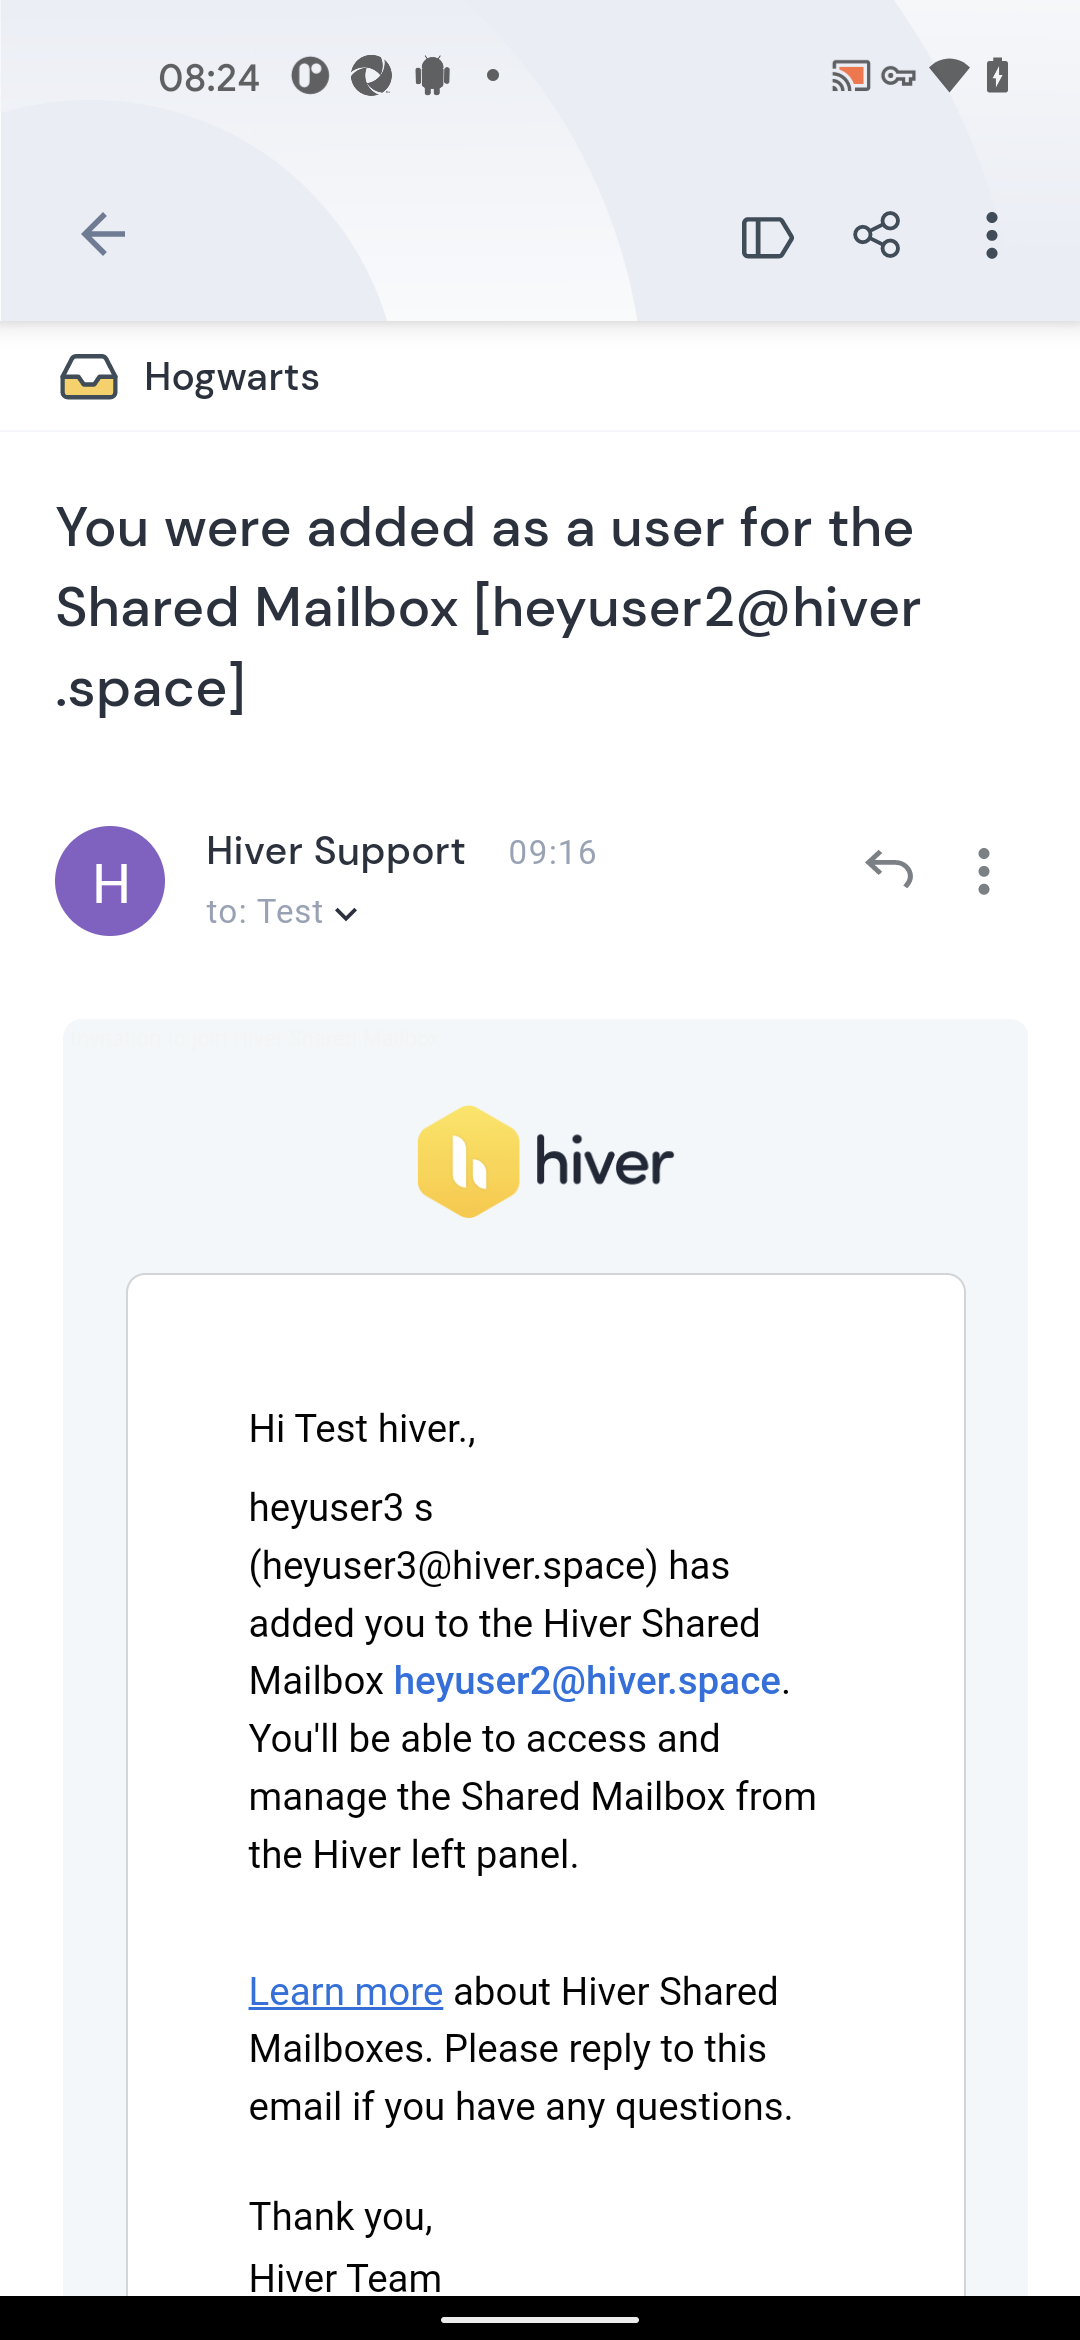 08:24
Hogwarts
You were added as a user for the
Shared Mailbox [heyuser2@hiver
.space]
H
Hiver Support 09:16
to: Test
hiver
Hi Test hiver.,
heyuser3 s
(heyuser3@hiver.space) has
added you to the Hiver Shared
Mailbox heyuser2@hiver.space.
You'll be able to access and
manage the Shared Mailbox from
the Hiver left panel.
Learn more about Hiver Shared
Mailboxes. Please reply to this
email if you have any questions.
Thank you,
Hiver Team